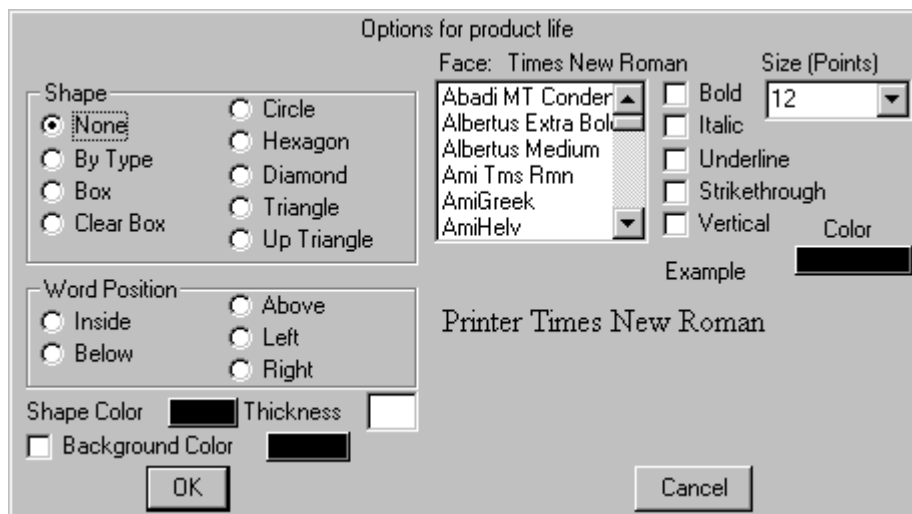 Options for product life
Face: Times New Roman
Size (Points)
Shape
None
By Type
Box
Clear Box
Circle
Hexagon
Diamond
Triangle
Up Triangle
Abadi MT Conden
Albertus Extra Bold
Albertus Medium
Ami Tms Rmn
AmiGreek
AmiHelv
Bold
Italic
Underline
Strikethrough
Vertical
12
Color
Example
Printer Times New Roman
Word Position
Inside
Below
Above
Left
Right
Shape Color
Thickness
Background Color
OK
Cancel